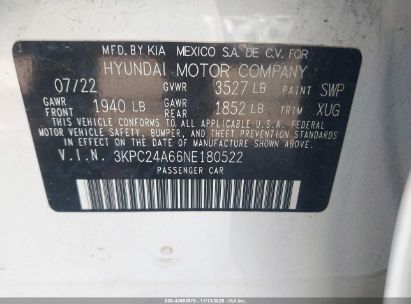 MFD BY KIA MEXICO S.A. DE C.V. FOR
HYUNDAI MOTOR COMPANY
07/22 GVWR 3527 LB PAINT SWP
GAWR FRONT 1940 LB GAWR REAR 1852 LB TRIM XUG
THIS VEHICLE CONFORMS TO ALL APPLICABLE U.S.A. FEDERAL
MOTOR VEHICLE SAFETY, BUMPER, AND THEFT PREVENTION STANDARDS
IN EFFECT ON THE DATE OF MANUFACTURE SHOWN ABOVE.
V.I.N. 3KPC24A66NE180522
PASSENGER CAR